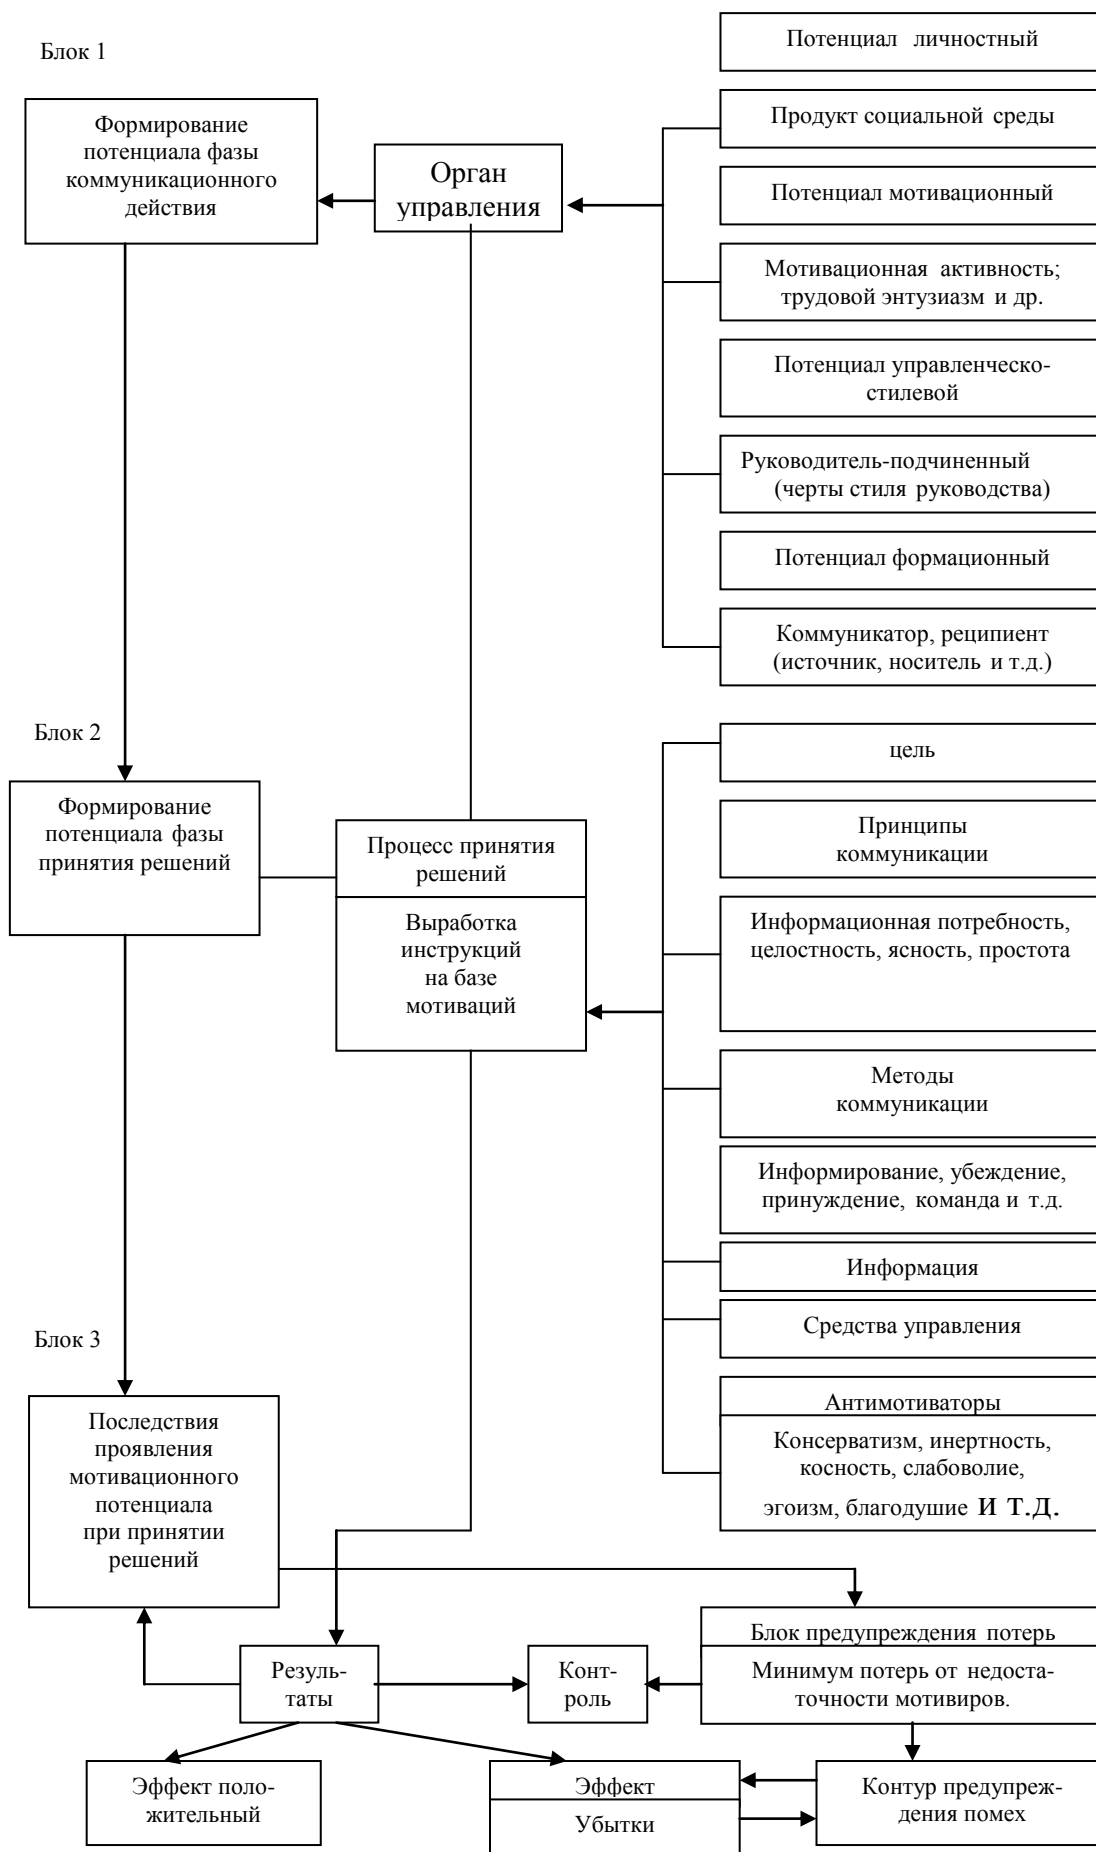 Блок 1
Формирование
потенциала фазы
коммуникационного
действия
Орган
управления
Потенциал личностный
Продукт социальной среды
Потенциал мотивационный
Мотивационная активность;
трудовой энтузиазм и др.
Потенциал управленческо-
стилевой
Руководитель-подчиненный
(черты стиля руководства)
Потенциал формационный
Коммуникатор, реципиент
(источник, носитель и т.д.)
Блок 2
Формирование
потенциала фазы
принятия решений
Процесс принятия
решений
Выработка
инструкций
на базе
мотиваций
цель
Принципы
коммуникации
Информационная потребность,
целостность, ясность, простота
Методы
коммуникации
Информирование, убеждение,
принуждение, команда и т.д.
Информация
Средства управления
Антимотиваторы
Консерватизм, инертность,
косность, слабоволие,
эгоизм, благодушие И Т.Д.
Блок 3
Последствия
проявления
мотивационного
потенциала
при принятии
решений
Резуль-
таты
Конт-
роль
Блок предупреждения потерь
Минимум потерь от недоста-
точности мотивиров.
Эффект поло-
жительный
Эффект
Убытки
Контур предупреж-
дения помех